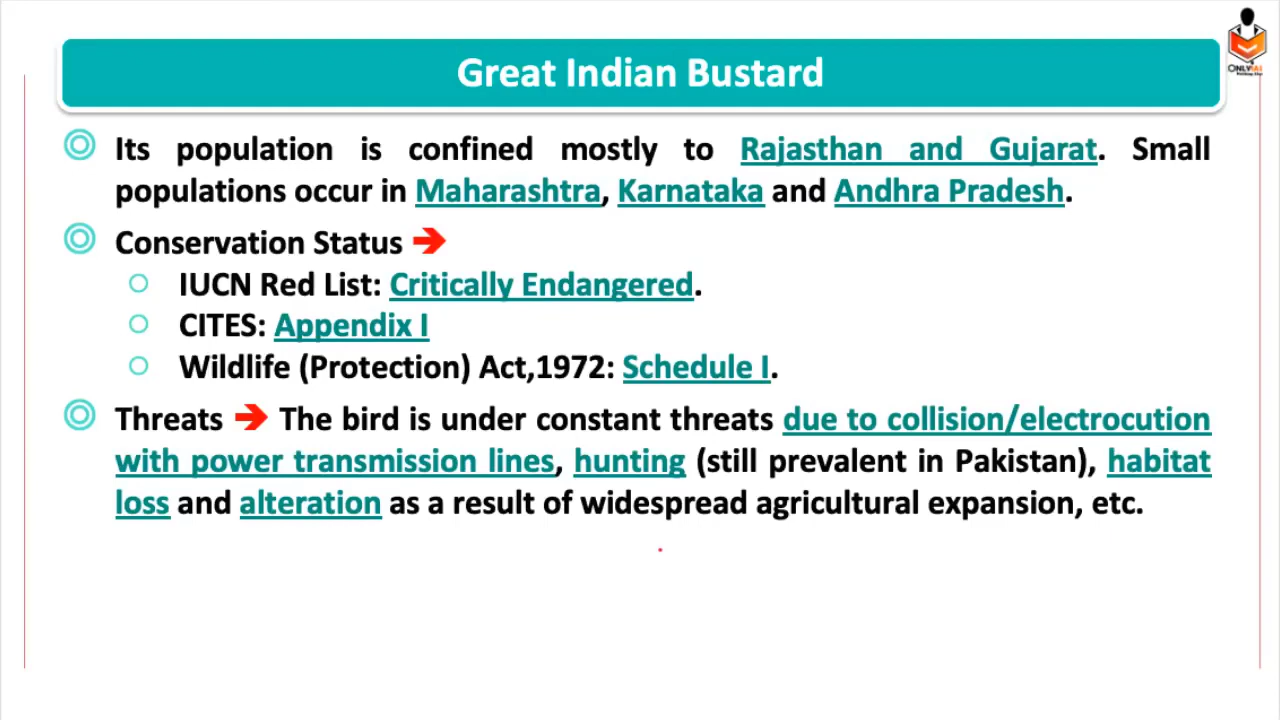 Great Indian Bustard
ONLYIAS
Its population is confined mostly to Rajasthan and Gujarat. Small
populations occur in Maharashtra, Karnataka and Andhra Pradesh.
Conservation Status ➔
IUCN Red List: Critically Endangered.
CITES: Appendix I
Wildlife (Protection) Act,1972: Schedule I.
Threats ➔ The bird is under constant threats due to collision/electrocution
with power transmission lines, hunting (still prevalent in Pakistan), habitat
loss and alteration as a result of widespread agricultural expansion, etc.